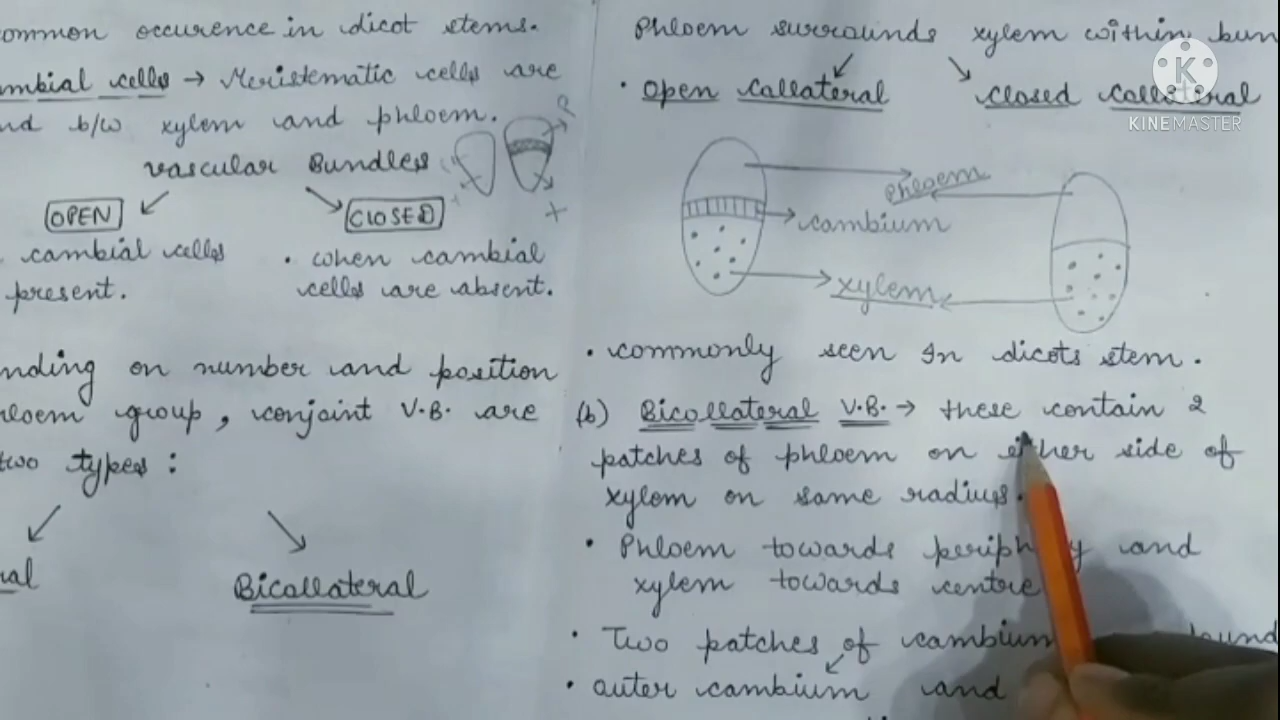 ommon occurence in dicot stems.
mbial cells → Meristematic cells are
nd b/w xylem and phloem.
vascular Bundles
OPEN
CLOSED
cambial cells
present.
• when cambial
cells are absent.
nding on number and position
loem group, conjoint V.B. are
two types:
al
Bicollateral
Phloem surrounds xylem within bun
• Open Collateral
closed Collateral
phloem
cambium
xylem
• commonly seen In dicots stem.
(b) Bicollateral V.B. → these contain 2
patches of phloem on either side of
xylem on same radius.
• Phloem towards periph y and
xylem towards centre
• Two patches of cambium ound
• outer cambium and
K
KINEMASTER